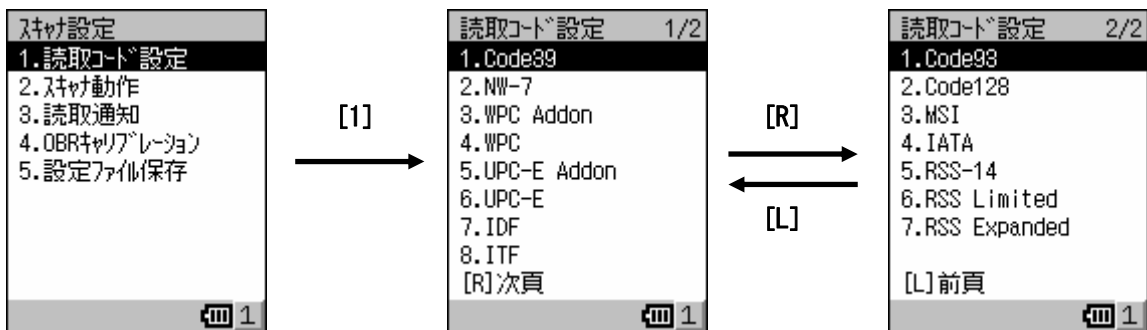 ｽｷｬﾅ設定
1.読取ｺｰﾄﾞ設定
2.ｽｷｬﾅ動作
3.読取通知
4.OBRｷｬﾘﾌﾞﾚｰｼｮﾝ
5.設定ﾌｧｲﾙ保存
1
[1]
読取ｺｰﾄﾞ設定 1/2
1.Code39
2.NW-7
3.WPC Addon
4.WPC
5.UPC-E Addon
6.UPC-E
7.IDF
8.ITF
[R]次頁
1
[R]
[L]
読取ｺｰﾄﾞ設定 2/2
1.Code93
2.Code128
3.MSI
4.IATA
5.RSS-14
6.RSS Limited
7.RSS Expanded
[L]前頁
1